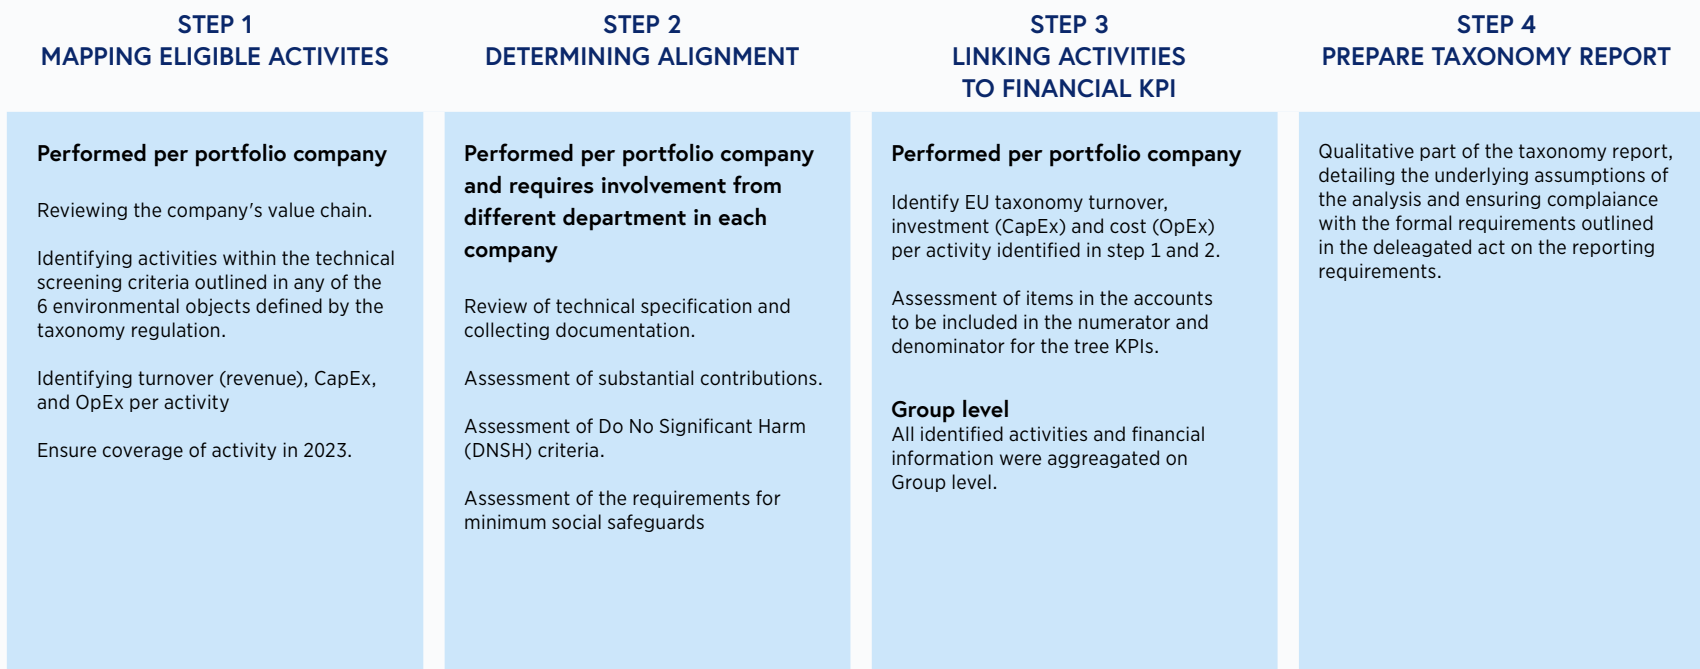 STEP 1
MAPPING ELIGIBLE ACTIVITES
Performed per portfolio company
Reviewing the company's value chain.
Identifying activities within the technical
screening criteria outlined in any of the
6 environmental objects defined by the
taxonomy regulation.
Identifying turnover (revenue), CapEx,
and OpEx per activity
Ensure coverage of activity in 2023.
STEP 2
DETERMINING ALIGNMENT
Performed per portfolio company
and requires involvement from
different department in each
company
Review of technical specification and
collecting documentation.
Assessment of substantial contributions.
Assessment of Do No Significant Harm
(DNSH) criteria.
Assessment of the requirements for
minimum social safeguards
STEP 3
LINKING ACTIVITIES
TO FINANCIAL KPI
Performed per portfolio company
Identify EU taxonomy turnover,
investment (CapEx) and cost (OpEx)
per activity identified in step 1 and 2.
Assessment of items in the accounts
to be included in the numerator and
denominator for the tree KPIs.
Group level
All identified activities and financial
information were aggreagated on
Group level.
STEP 4
PREPARE TAXONOMY REPORT
Qualitative part of the taxonomy report,
detailing the underlying assumptions of
the analysis and ensuring complaiance
with the formal requirements outlined
in the deleagated act on the reporting
requirements.